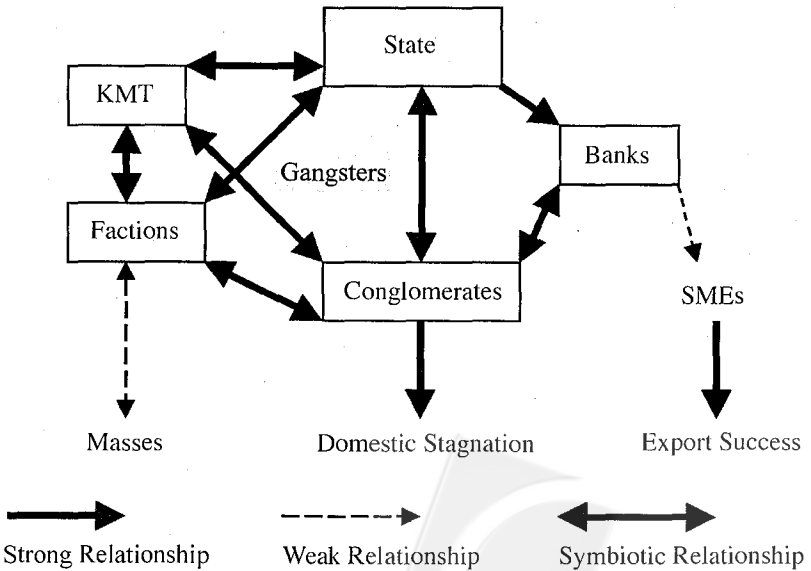 State
KMT
Banks
Gangsters
Factions
Conglomerates
SMEs
Masses
Domestic Stagnation
Export Success
Strong Relationship
Weak Relationship
Symbiotic Relationship